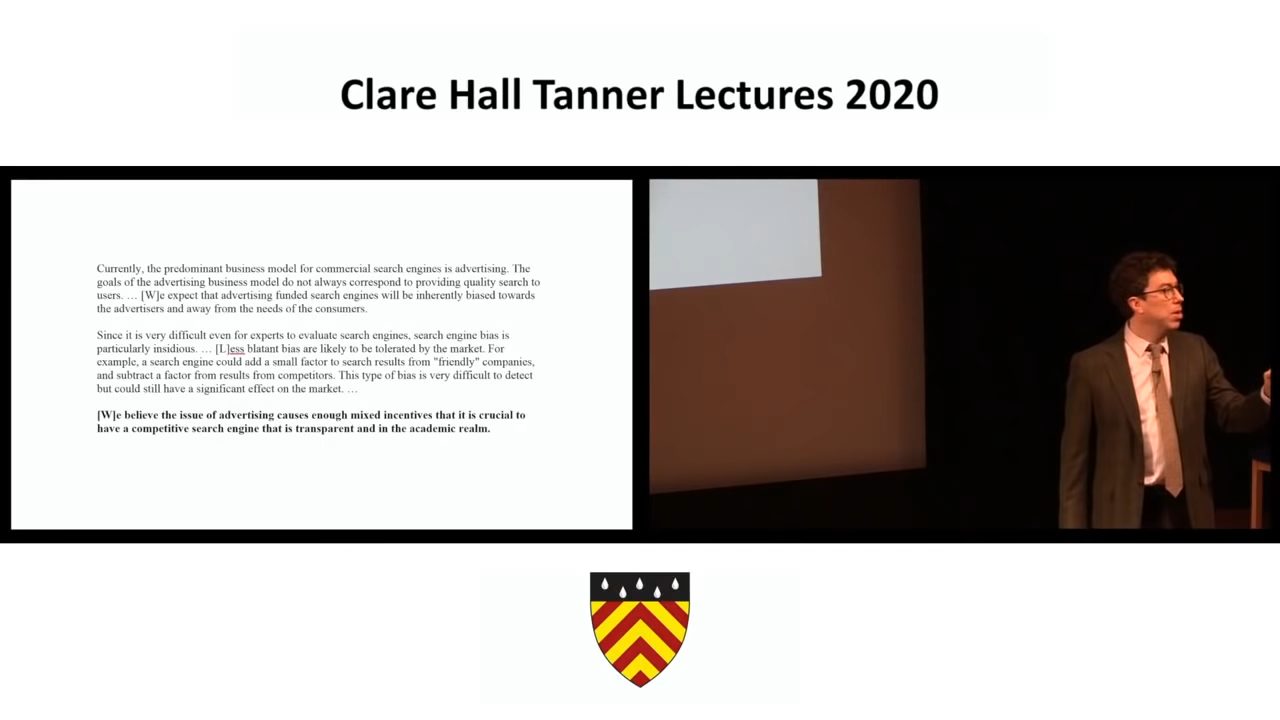 Clare Hall Tanner Lectures 2020
Currently, the predominant business model for commercial search engines is advertising. The
goals of the advertising business model do not always correspond to providing quality search to
users. … [W]e expect that advertising funded search engines will be inherently biased towards
the advertisers and away from the needs of the consumers.
Since it is very difficult even for experts to evaluate search engines, search engine bias is
particularly insidious. … [L]ess blatant bias are likely to be tolerated by the market. For
example, a search engine could add a small factor to search results from "friendly" companies,
and subtract a factor from results from competitors. This type of bias is very difficult to detect
but could still have a significant effect on the market. …
[W]e believe the issue of advertising causes enough mixed incentives that it is crucial to
have a competitive search engine that is transparent and in the academic realm.